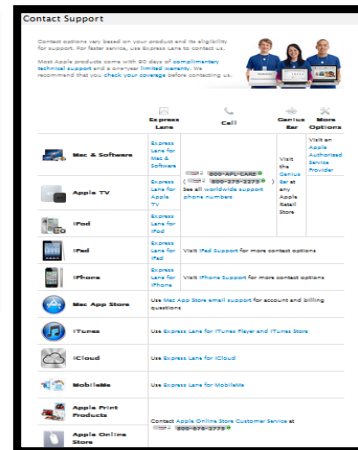 Contact Support
Contact options vary based on your product and its eligibility
for support. For faster service, use Express Lane to contact us.
Most Apple products come with 90 days of complimentary
technical support and a one-year limited warranty. We
recommend that you check your coverage before contacting us.
Express Lane
Call
Genius Bar
More Options
Mac & Software
Express Lane for Mac & Software
800-APL-CARE
( 800-275-2273 )
See all worldwide support phone numbers
Visit the Genius Bar at any Apple Retail Store
Visit an Apple Authorized Service Provider
Apple TV
Express Lane for Apple TV
iPod
Express Lane for iPod
iPad
Express Lane for iPad
Visit iPad Support for more contact options
iPhone
Express Lane for iPhone
Visit iPhone Support for more contact options
Mac App Store
Use Mac App Store email support for account and billing
questions
iTunes
Use Express Lane for iTunes Player and iTunes Store
iCloud
Use Express Lane for iCloud
MobileMe
Use Express Lane for MobileMe
Apple Print
Products
Apple Online
Store
Contact Apple Online Store Customer Service at